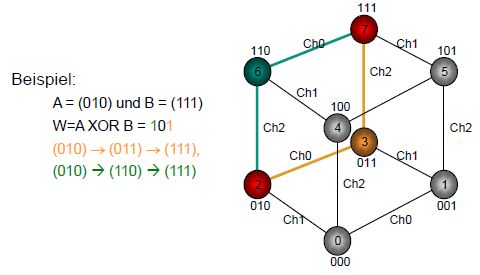 Beispiel:
A = (010) und B = (111)
W=A XOR B = 101
(010) → (011) → (111),
(010) → (110) → (111)
111
7
Ch0
Ch1
110
101
6
5
Ch2
Ch1
100
4
3
Ch2
Ch2
Ch0
011
Ch1
2
1
Ch2
010
001
Ch1
Ch0
0
000